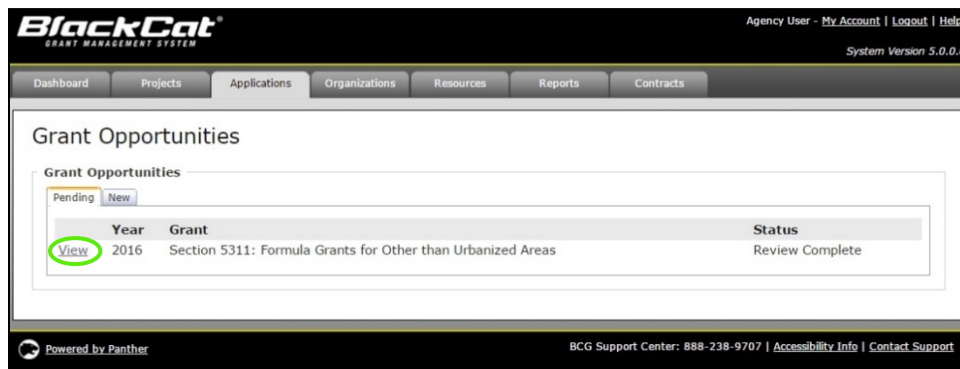 BlackCat®
GRANT MANAGEMENT SYSTEM
Agency User - My Account | Logout | Help
System Version 5.0.0.
Dashboard Projects Applications Organizations Resources Reports Contracts
Grant Opportunities
Grant Opportunities
Pending New
Year Grant Status
View 2016 Section 5311: Formula Grants for Other than Urbanized Areas Review Complete
Powered by Panther BCG Support Center: 888-238-9707 | Accessibility Info | Contact Support